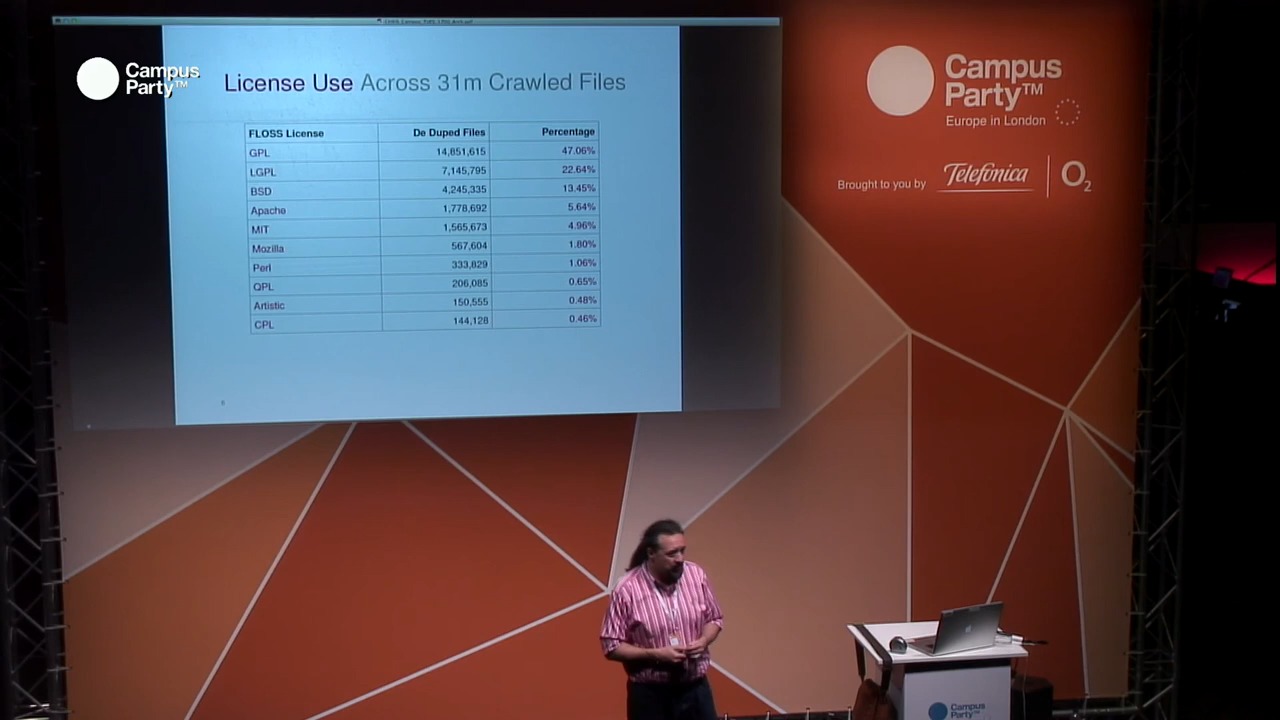 Campus
Party™
License Use Across 31m Crawled Files
FLOSS License De Duped Files Percentage
GPL 14,851,615 47.06%
LGPL 7,145,795 22.64%
BSD 4,245,335 13.45%
Apache 1,778,692 5.64%
MIT 1,565,673 4.96%
Mozilla 567,604 1.80%
Perl 333,829 1.06%
QPL 206,085 0.65%
Artistic 150,555 0.48%
CPL 144,128 0.46%
Campus
Party™
Europe in London
Brought to you by Telefónica O2
Campus
Party™